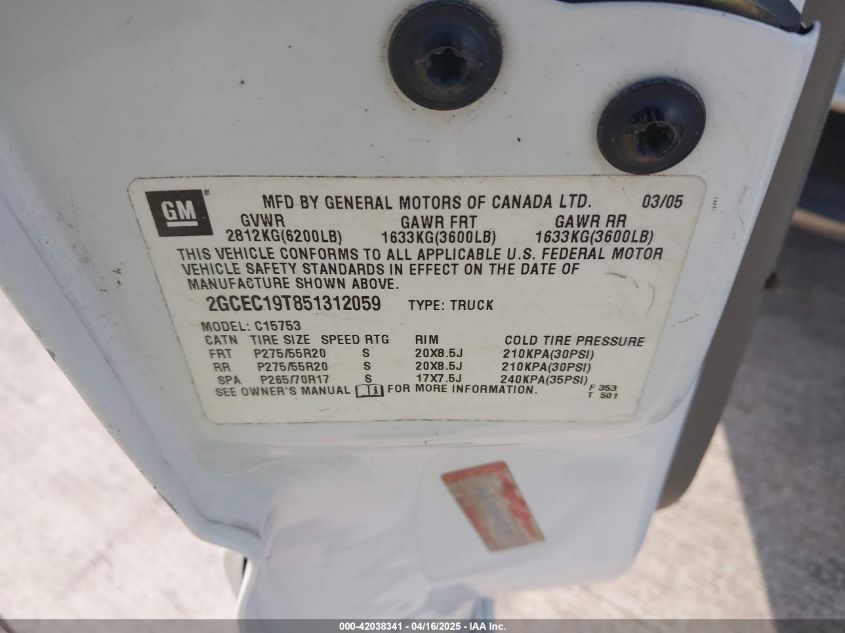 GM
MFD BY GENERAL MOTORS OF CANADA LTD. 03/05
GVWR GAWR FRT GAWR RR
2812KG(6200LB) 1633KG(3600LB) 1633KG(3600LB)
THIS VEHICLE CONFORMS TO ALL APPLICABLE U.S. FEDERAL MOTOR
VEHICLE SAFETY STANDARDS IN EFFECT ON THE DATE OF
MANUFACTURE SHOWN ABOVE.
2GCEC19T851312059 TYPE: TRUCK
MODEL: C15753
CATN TIRE SIZE SPEED RTG RIM COLD TIRE PRESSURE
FRT P275/55R20 S 20X8.5J 210KPA(30PSI)
RR P275/55R20 S 20X8.5J 210KPA(30PSI)
SPA P265/70R17 S 17X7.5J 240KPA(35PSI)
SEE OWNER'S MANUAL i FOR MORE INFORMATION. F 353
T 501
000-42038341 - 04/16/2025 - IAA Inc.